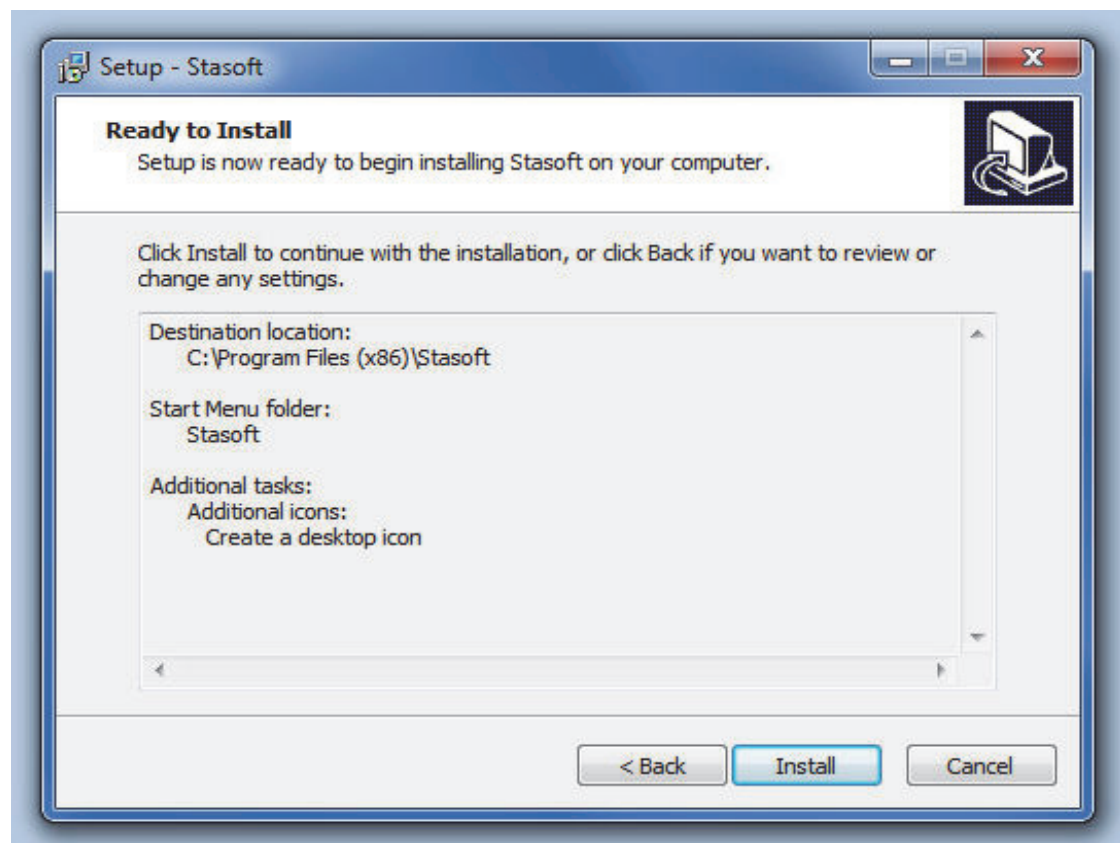 Setup - Stasoft
Ready to Install
Setup is now ready to begin installing Stasoft on your computer.
Click Install to continue with the installation, or click Back if you want to review or
change any settings.
Destination location:
C:\Program Files (x86)\Stasoft
Start Menu folder:
Stasoft
Additional tasks:
Additional icons:
Create a desktop icon
< Back
Install
Cancel